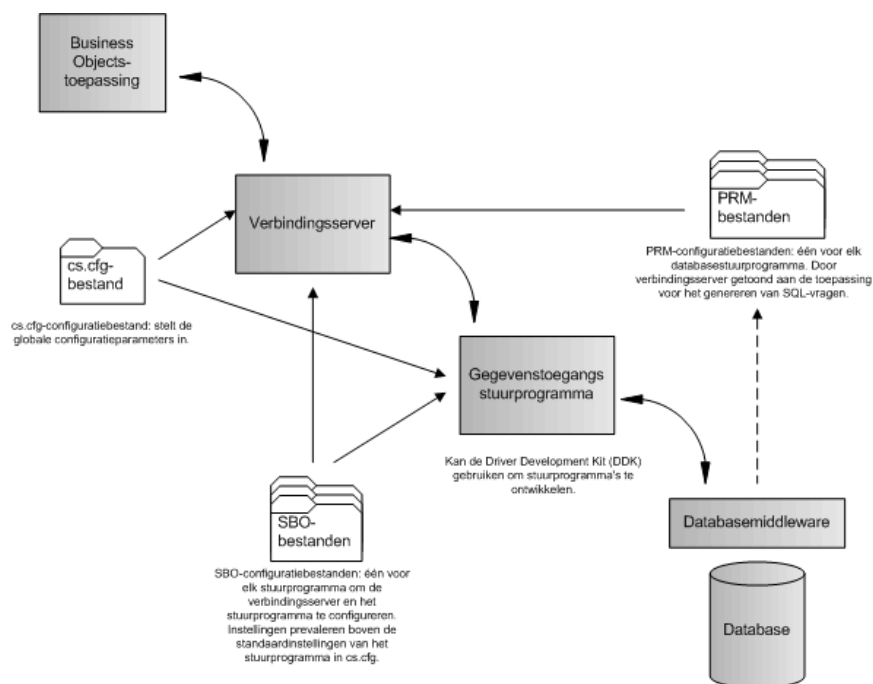 Business
Objects-
toepassing
Verbindingsserver
PRM-
bestanden
PRM-configuratiebestanden: één voor elk
databasestuurprogramma. Door
verbindingsserver getoond aan de toepassing
voor het genereren van SQL-vragen.
cs.cfg-
bestand
cs.cfg-configuratiebestand: stelt de
globale configuratieparameters in.
Gegevenstoegangs
stuurprogramma
Kan de Driver Development Kit (DDK)
gebruiken om stuurprogramma's te
ontwikkelen.
SBO-
bestanden
SBO-configuratiebestanden: één voor
elk stuurprogramma om de
verbindingsserver en het
stuurprogramma te configureren.
Instellingen prevaleren boven de
standaardinstellingen van het
stuurprogramma in cs.cfg.
Databasemiddleware
Database